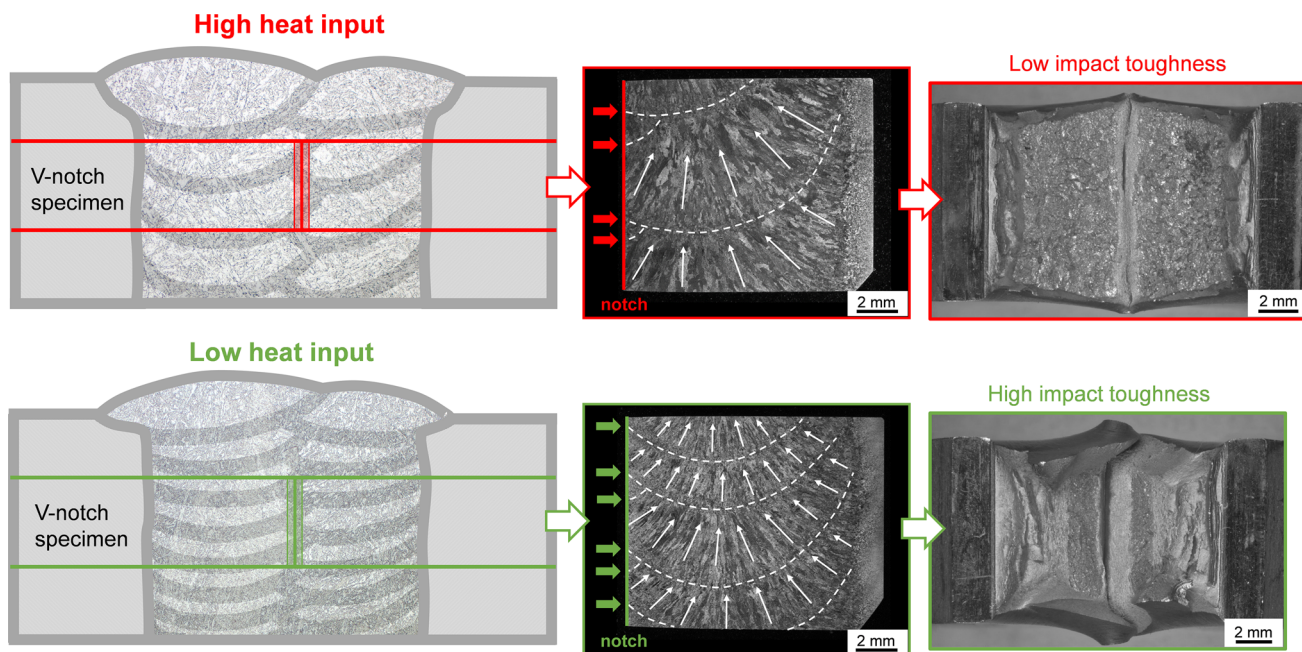 High heat input
Low impact toughness
V-notch
specimen
notch
2 mm
2 mm
Low heat input
High impact toughness
V-notch
specimen
notch
2 mm
2 mm